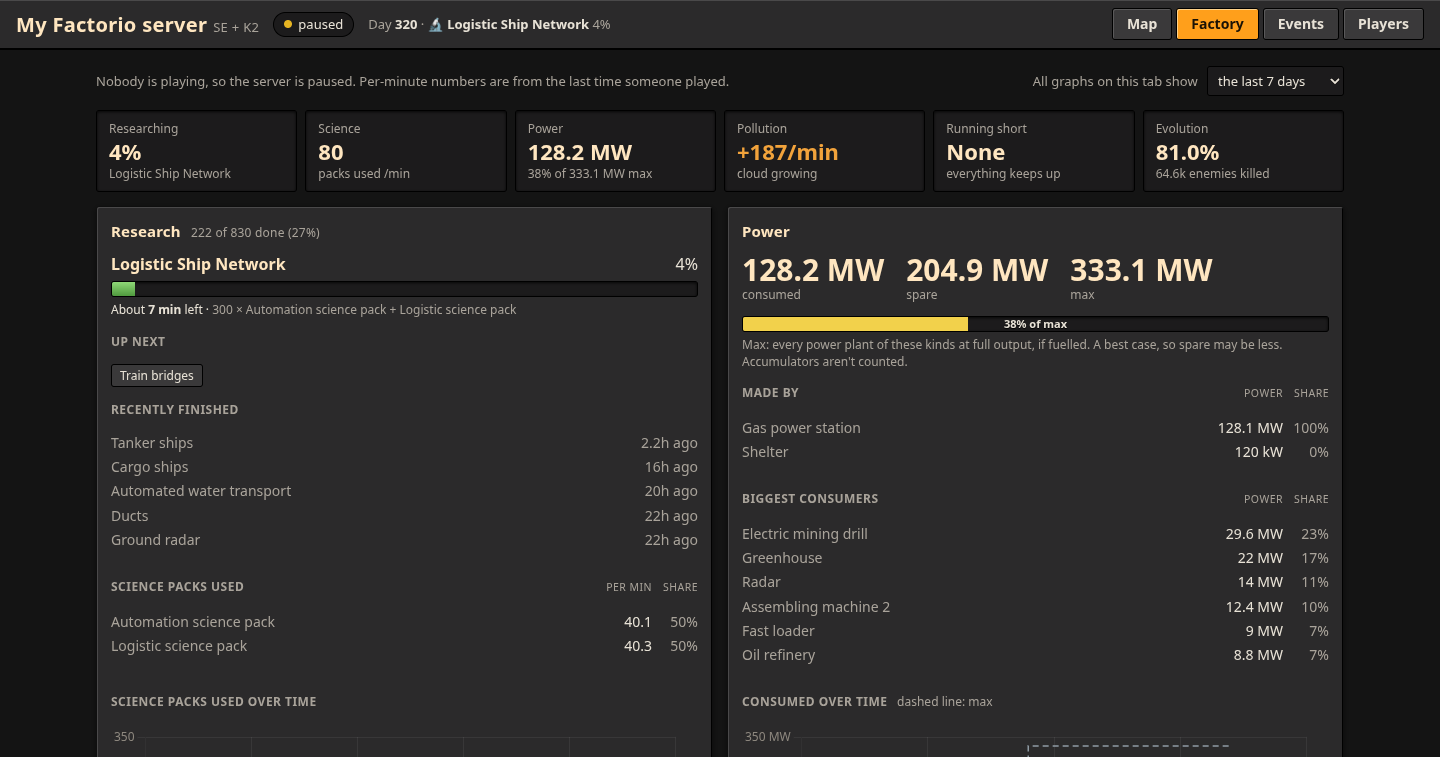 My Factorio server SE + K2 paused Day 320 · 🔬 Logistic Ship Network 4% Map Factory Events Players
Nobody is playing, so the server is paused. Per-minute numbers are from the last time someone played. All graphs on this tab show the last 7 days
Researching
4%
Logistic Ship Network
Science
80
packs used /min
Power
128.2 MW
38% of 333.1 MW max
Pollution
+187/min
cloud growing
Running short
None
everything keeps up
Evolution
81.0%
64.6k enemies killed
Research 222 of 830 done (27%)
Logistic Ship Network 4%
About 7 min left · 300 × Automation science pack + Logistic science pack
UP NEXT
Train bridges
RECENTLY FINISHED
Tanker ships 2.2h ago
Cargo ships 16h ago
Automated water transport 20h ago
Ducts 22h ago
Ground radar 22h ago
SCIENCE PACKS USED PER MIN SHARE
Automation science pack 40.1 50%
Logistic science pack 40.3 50%
SCIENCE PACKS USED OVER TIME
350
Power
128.2 MW 204.9 MW 333.1 MW
consumed spare max
38% of max
Max: every power plant of these kinds at full output, if fuelled. A best case, so spare may be less.
Accumulators aren't counted.
MADE BY POWER SHARE
Gas power station 128.1 MW 100%
Shelter 120 kW 0%
BIGGEST CONSUMERS POWER SHARE
Electric mining drill 29.6 MW 23%
Greenhouse 22 MW 17%
Radar 14 MW 11%
Assembling machine 2 12.4 MW 10%
Fast loader 9 MW 7%
Oil refinery 8.8 MW 7%
CONSUMED OVER TIME dashed line: max
350 MW